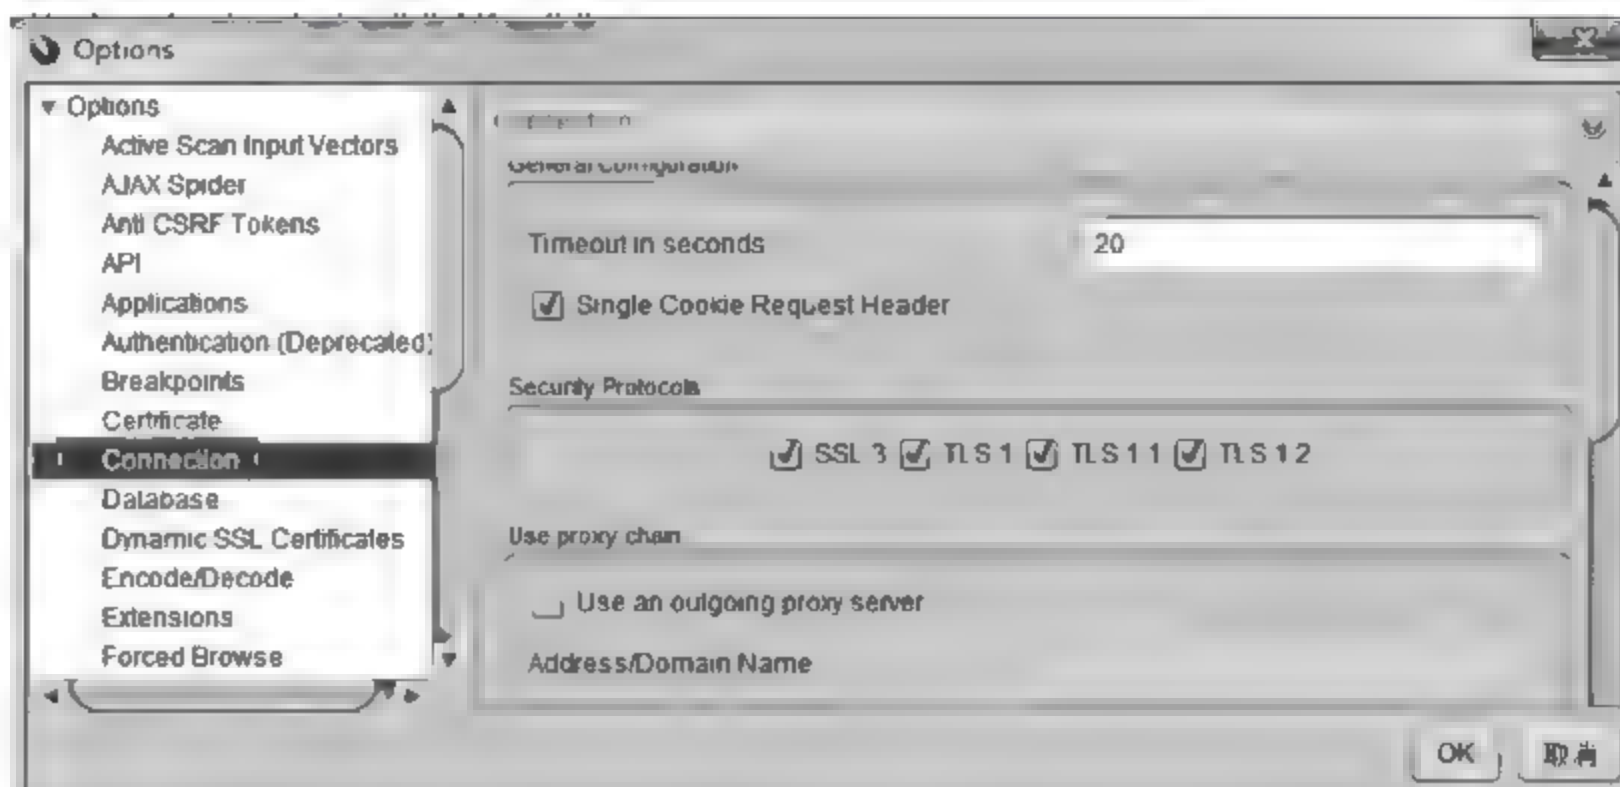 Options
Options
Active Scan Input Vectors
AJAX Spider
Anti CSRF Tokens
API
Applications
Authentication (Deprecated)
Breakpoints
Certificate
Connection
Database
Dynamic SSL Certificates
Encode/Decode
Extensions
Forced Browse
General Configuration
Timeout in seconds
20
Single Cookie Request Header
Security Protocols
SSL 3 TLS 1 TLS 1.1 TLS 1.2
Use proxy chain
Use an outgoing proxy server
Address/Domain Name
OK